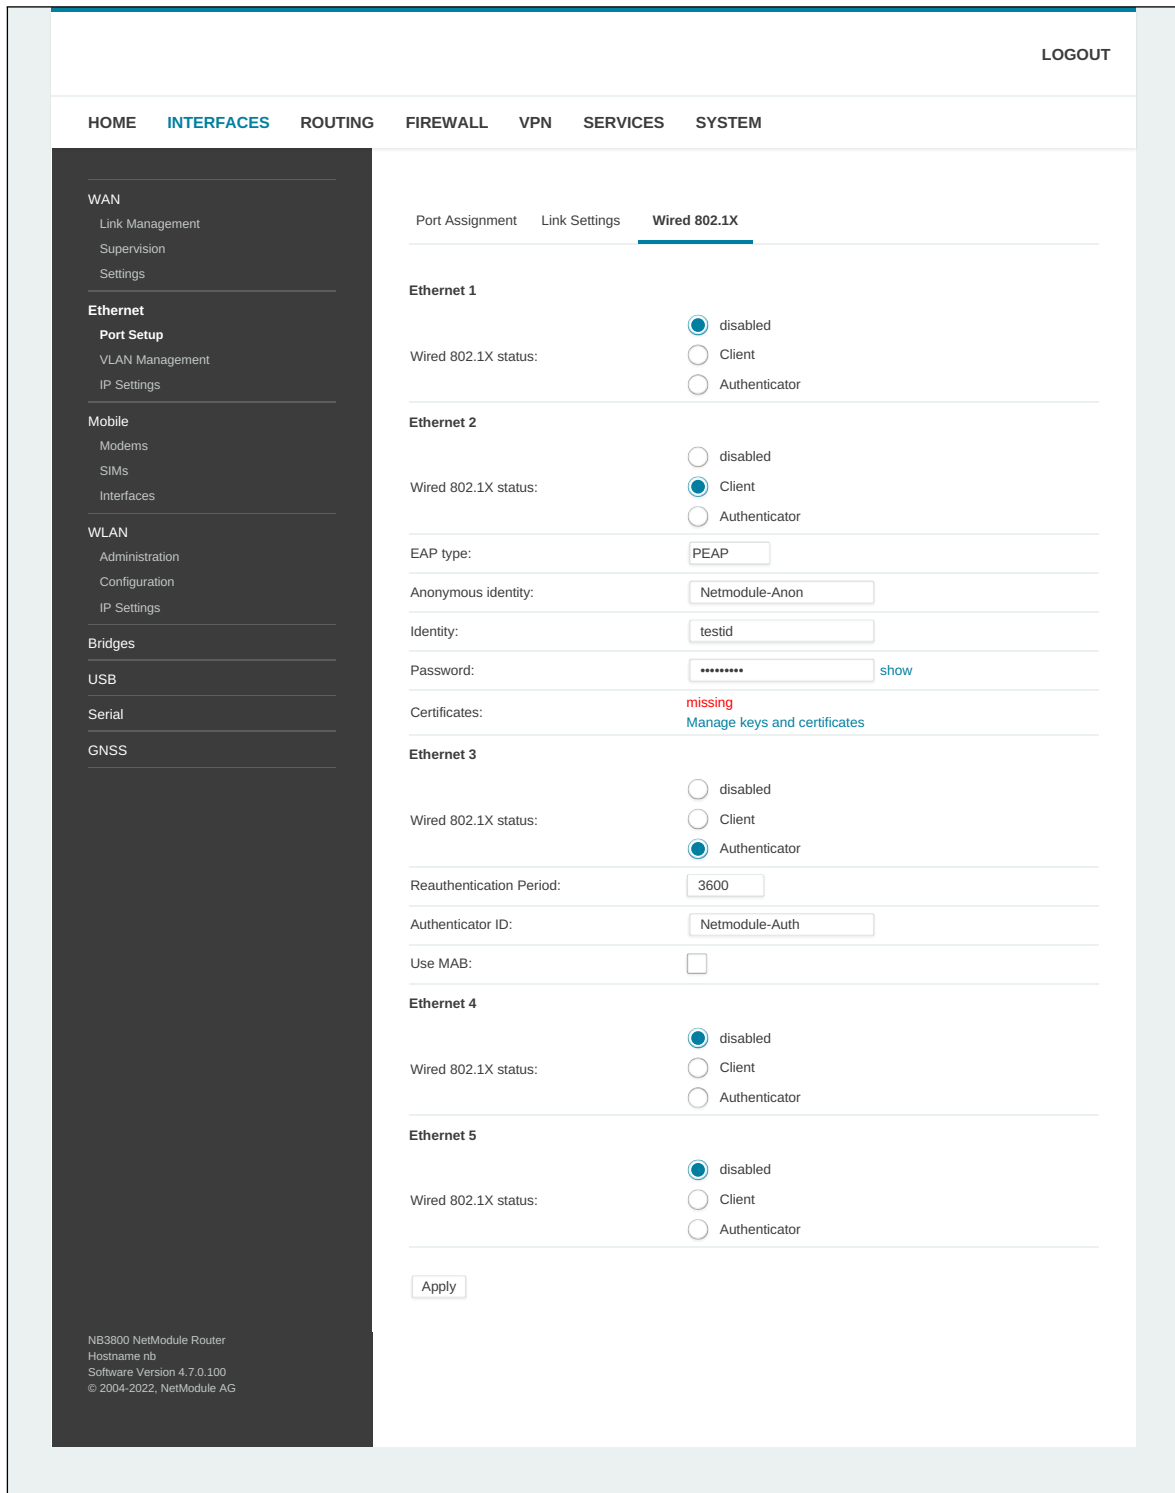 LOGOUT
HOME INTERFACES ROUTING FIREWALL VPN SERVICES SYSTEM
WAN
Link Management
Supervision
Settings
Ethernet
Port Setup
VLAN Management
IP Settings
Mobile
Modems
SIMs
Interfaces
WLAN
Administration
Configuration
IP Settings
Bridges
USB
Serial
GNSS
NB3800 NetModule Router
Hostname nb
Software Version 4.7.0.100
© 2004-2022, NetModule AG
Port Assignment Link Settings Wired 802.1X
Ethernet 1
Wired 802.1X status:
disabled
Client
Authenticator
Ethernet 2
Wired 802.1X status:
disabled
Client
Authenticator
EAP type: PEAP
Anonymous identity: Netmodule-Anon
Identity: testid
Password: ••••••••• show
Certificates:
missing
Manage keys and certificates
Ethernet 3
Wired 802.1X status:
disabled
Client
Authenticator
Reauthentication Period: 3600
Authenticator ID: Netmodule-Auth
Use MAB:
Ethernet 4
Wired 802.1X status:
disabled
Client
Authenticator
Ethernet 5
Wired 802.1X status:
disabled
Client
Authenticator
Apply